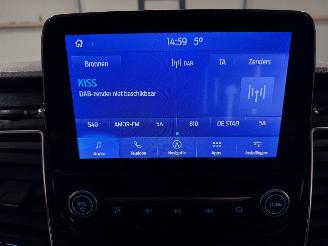 14:59 5°
Bronnen DAB TA Zenders
KISS
DAB-zender niet beschikbaar
540 AMOR-FM 5A 810 DE STAD 5A
Audio Telefoon Navigatie Apps Instellingen
VOL TUNE